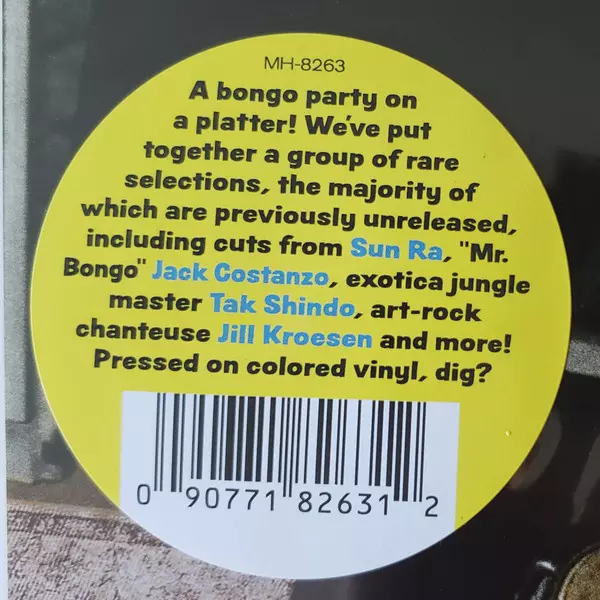 MH-8263
A bongo party on
a platter! We've put
together a group of rare
selections, the majority of
which are previously unreleased,
including cuts from Sun Ra, "Mr.
Bongo" Jack Costanzo, exotica jungle
master Tak Shindo, art-rock
chanteuse Jill Kroesen and more!
Pressed on colored vinyl, dig?
0 90771 82631 2